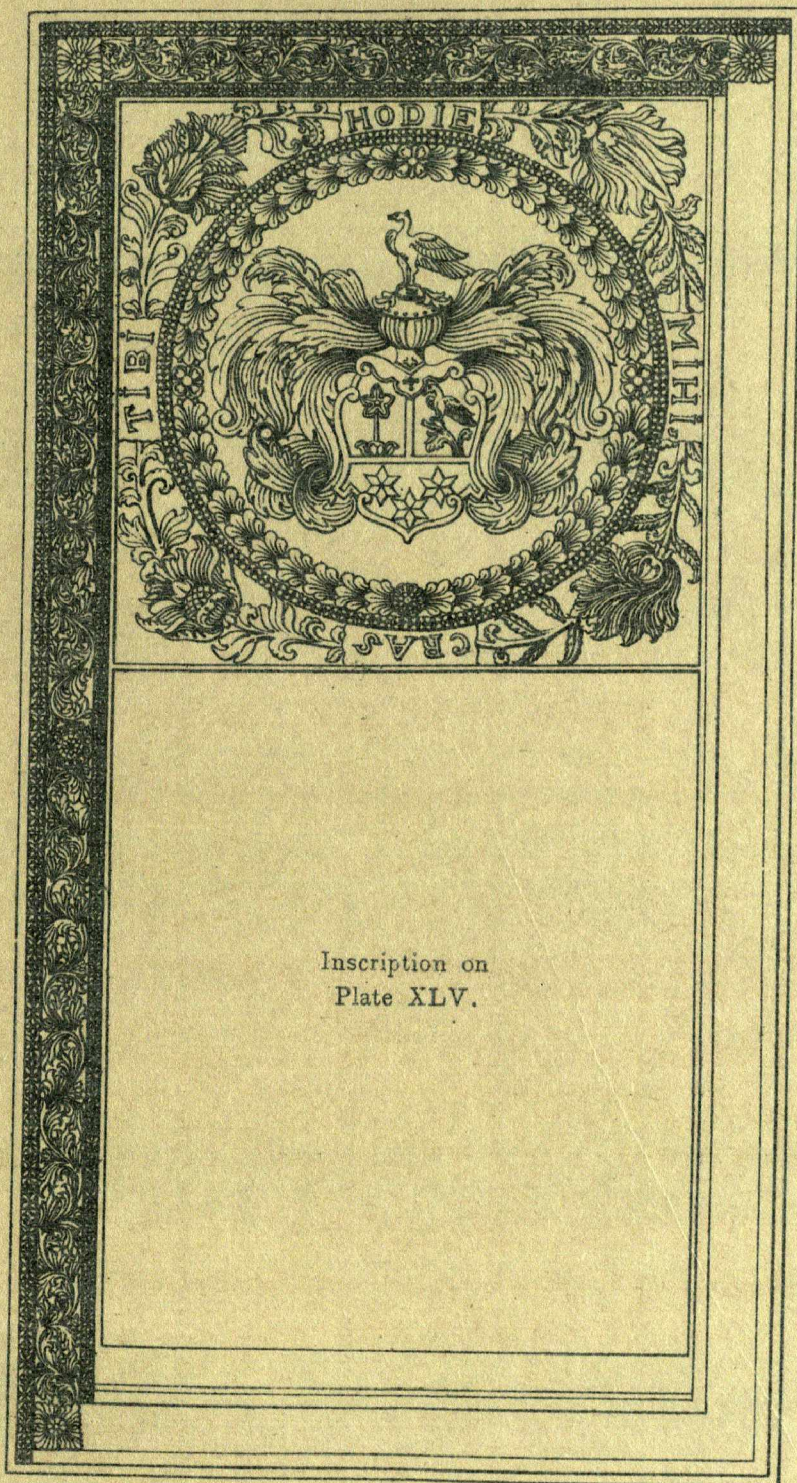 HODIE
MIHI
CRAS
TIBI
Inscription on
Plate XLV.